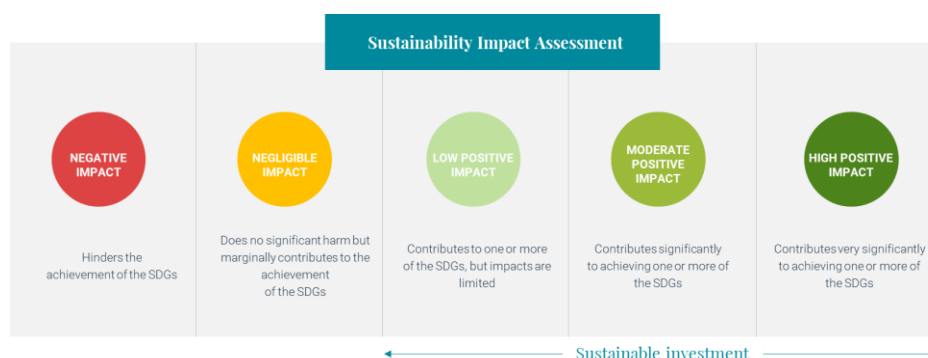 Sustainability Impact Assessment
NEGATIVE
IMPACT
Hinders the
achievement of the SDGs
NEGLIGIBLE
IMPACT
Does no significant harm but
marginally contributes to the
achievement
of the SDGs
LOW POSITIVE
IMPACT
Contributes to one or more
of the SDGs, but impacts are
limited
MODERATE
POSITIVE
IMPACT
Contributes significantly
to achieving one or more of
the SDGs
HIGH POSITIVE
IMPACT
Contributes very significantly
to achieving one or more of
the SDGs
Sustainable investment